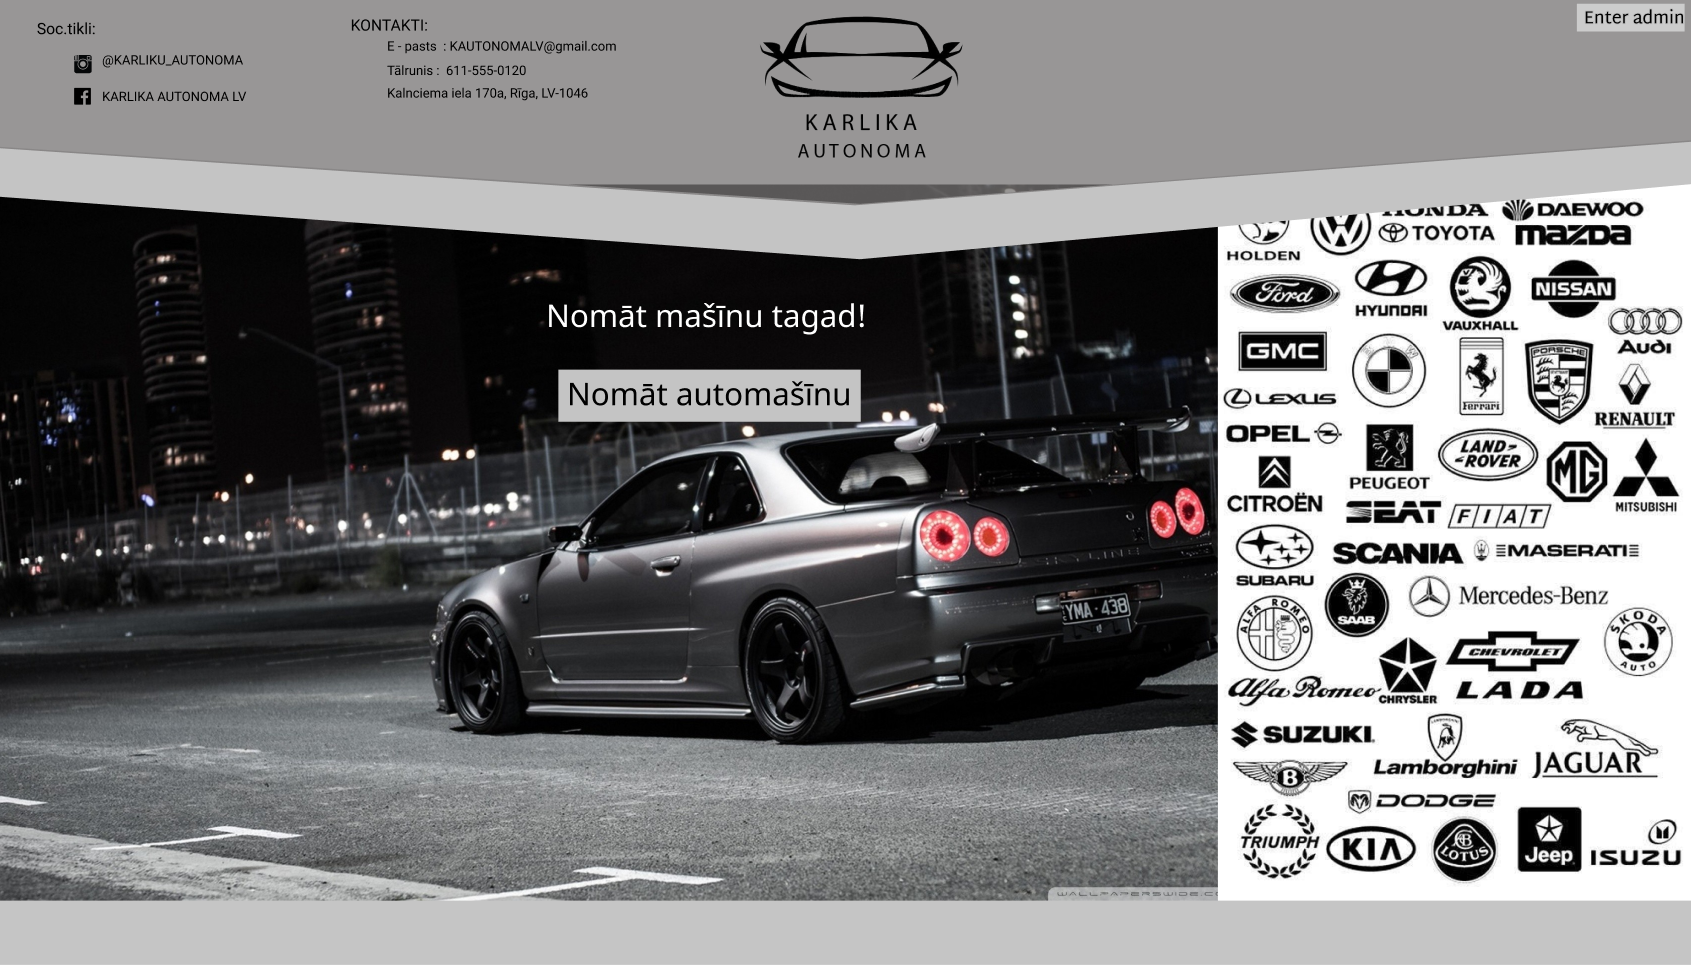 Soc.tikli:
@KARLIKU_AUTONOMA
KARLIKA AUTONOMA LV
KONTAKTI:
E - pasts : KAUTONOMALV@gmail.com
Tālrunis : 611-555-0120
Kalnciema iela 170a, Rīga, LV-1046
KARLIKA
AUTONOMA
Enter admin
Nomāt mašīnu tagad!
Nomāt automašīnu
YMA·438
HONDA
DAEWOO
TOYOTA
mazda
HOLDEN
Ford
HYUNDAI
VAUXHALL
NISSAN
Audi
GMC
Ferrari
PORSCHE
RENAULT
LEXUS
OPEL
PEUGEOT
LAND-
-ROVER
MG
MITSUBISHI
CITROËN
SEAT
FIAT
SUBARU
SCANIA
MASERATI
SAAB
Mercedes-Benz
ALFA ROMEO
SKODA
AUTO
CHEVROLET
Alfa Romeo
CHRYSLER
LADA
SUZUKI
LAMBORGHINI
Lamborghini
JAGUAR
B
DODGE
TRIUMPH
KIA
LOTUS
Jeep
ISUZU